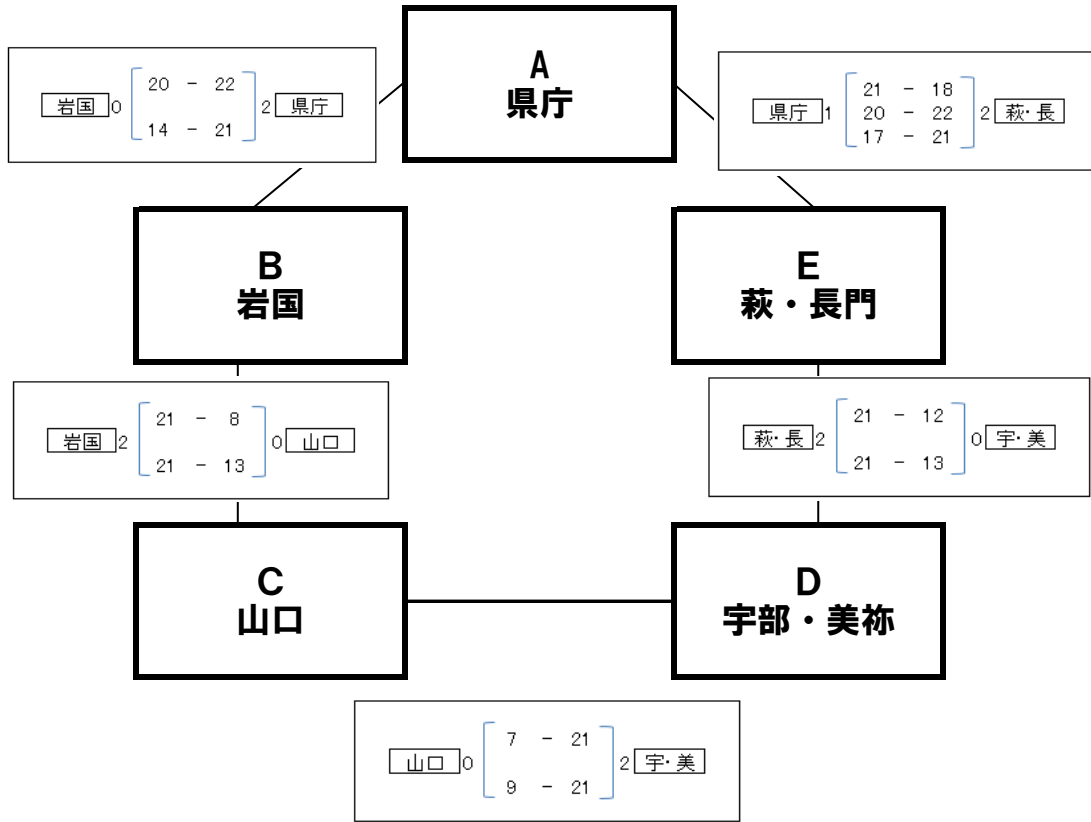 A
県庁
岩国 0 20 － 22 2 県庁
14 － 21
県庁 1 21 － 18 2 萩・長
20 － 22
17 － 21
B
岩国
E
萩・長門
岩国 2 21 － 8 0 山口
21 － 13
萩・長 2 21 － 12 0 宇・美
21 － 13
C
山口
D
宇部・美祢
山口 0 7 － 21 2 宇・美
9 － 21